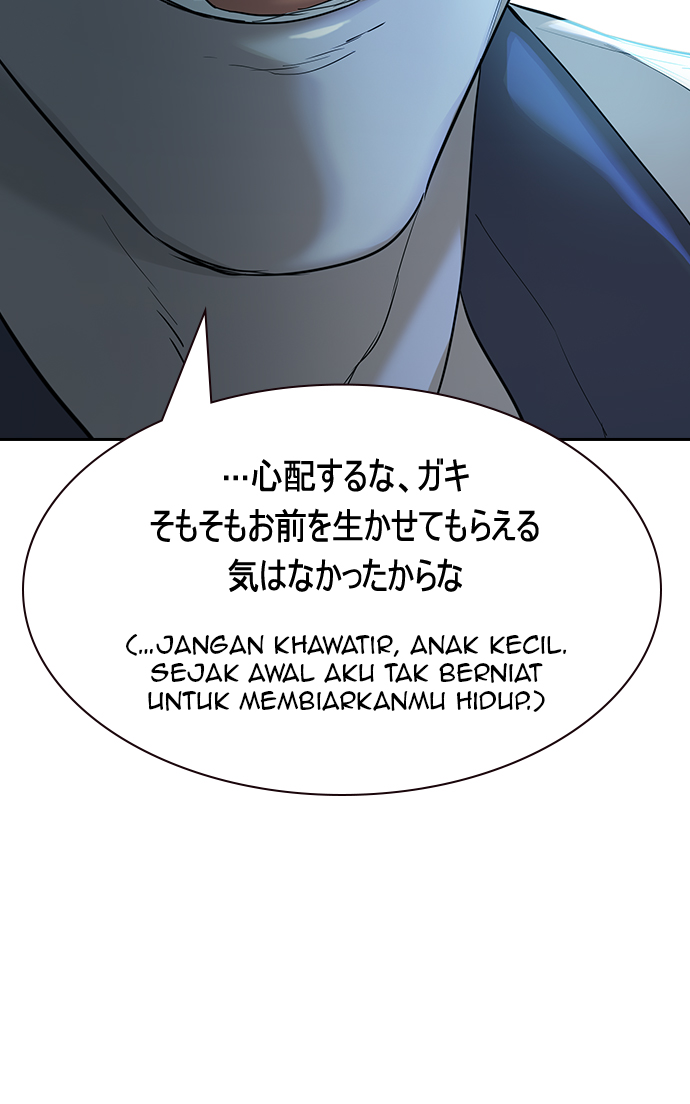 …心配するな、ガキ
そもそもお前を生かせてもらえる
気はなかったからな
(...JANGAN KHAWATIR, ANAK KECIL.
SEJAK AWAL AKU TAK BERNIAT
UNTUK MEMBIARKANMU HIDUP.)